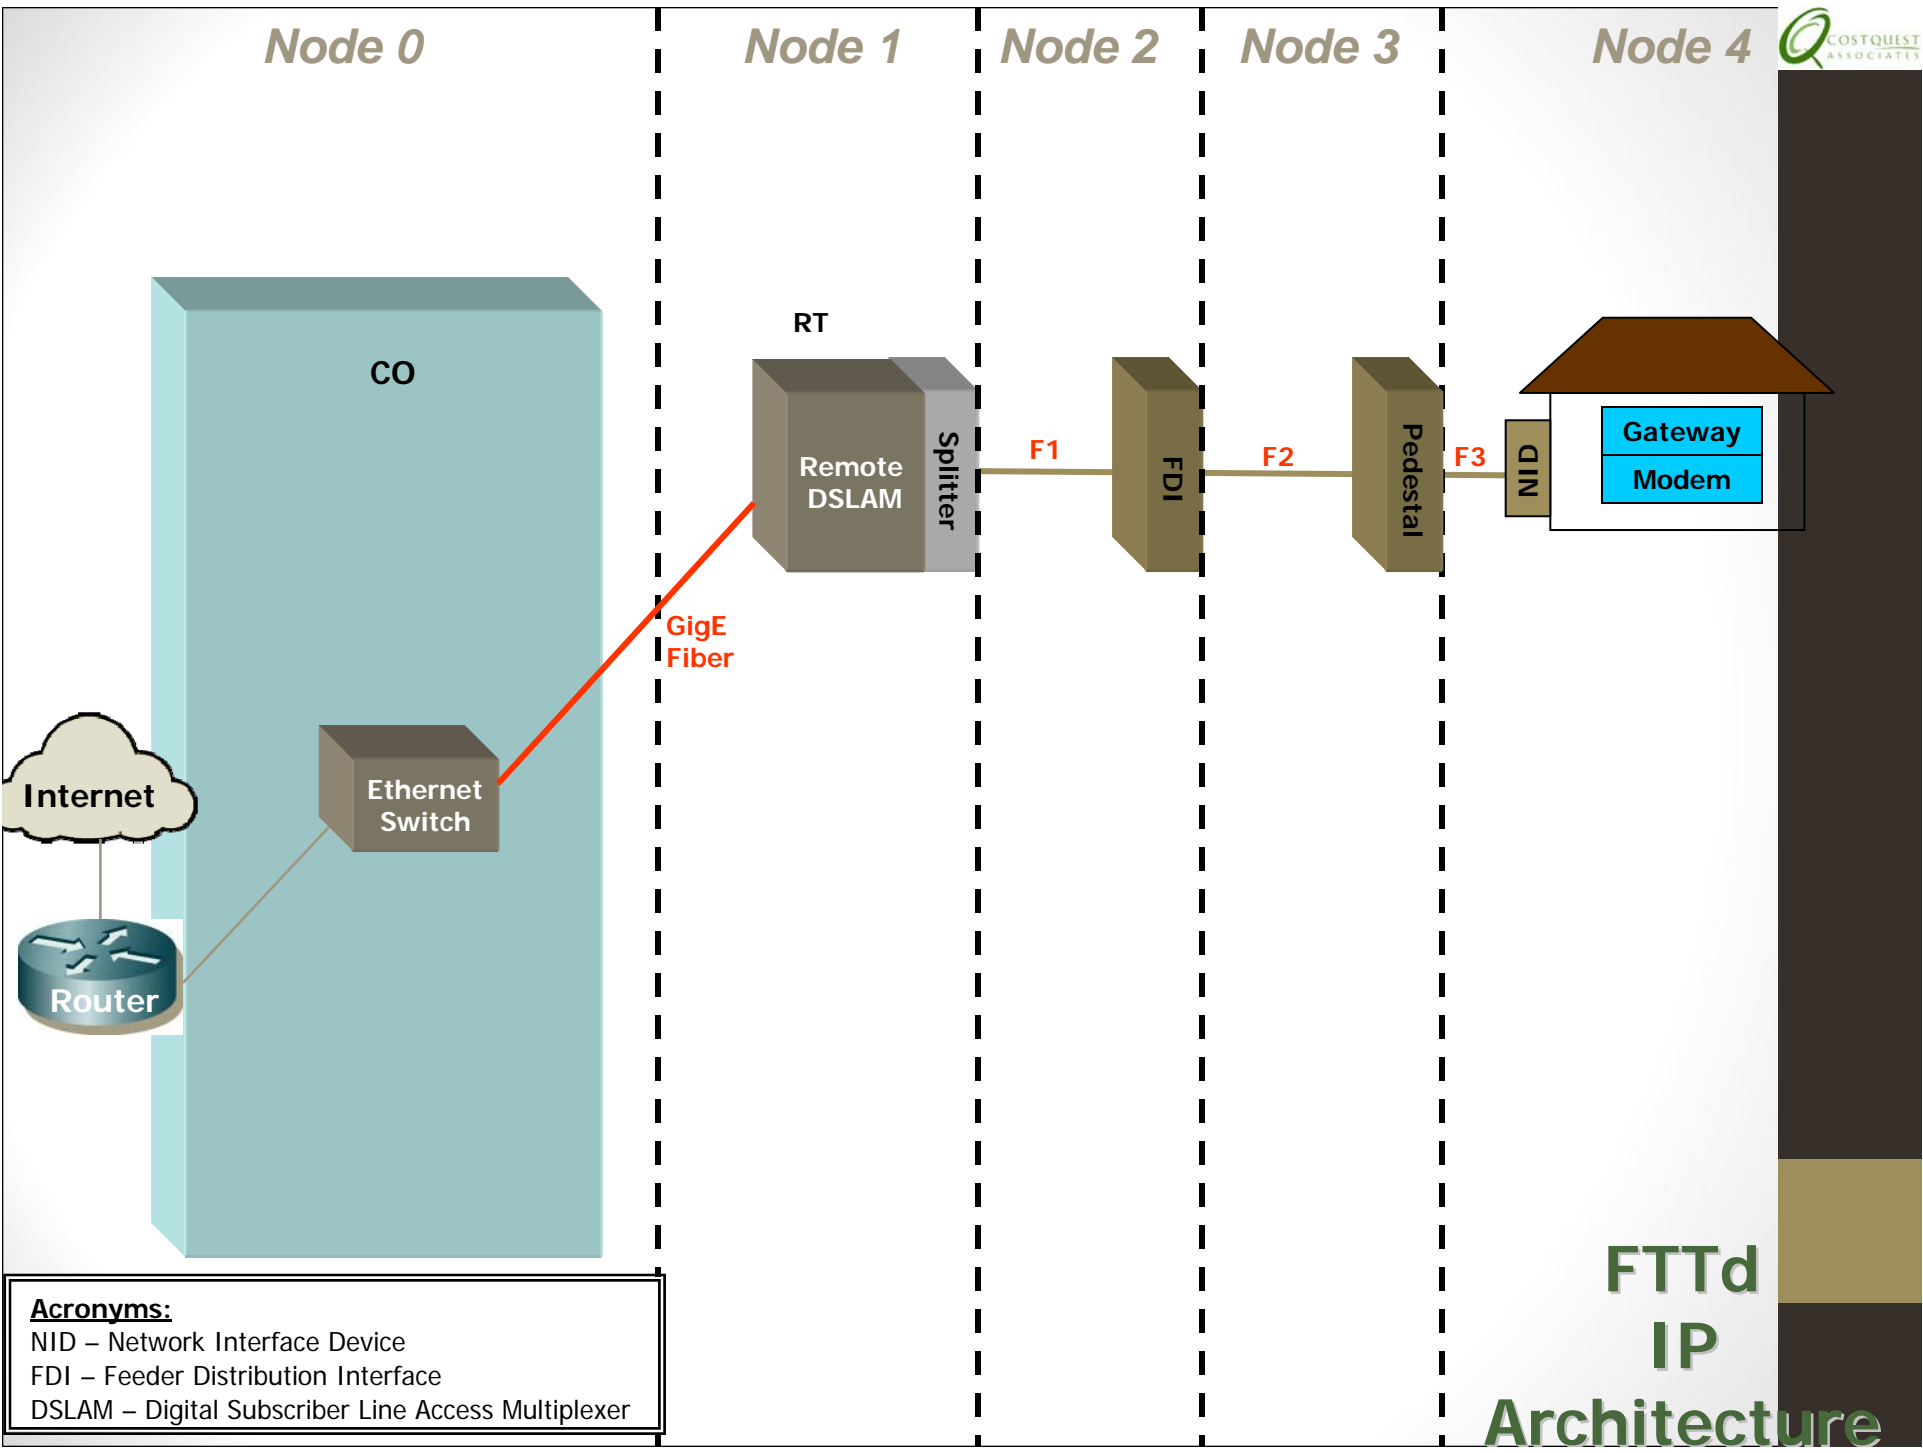 Node 0
Node 1
Node 2
Node 3
Node 4
COSTQUEST
ASSOCIATES
CO
RT
Remote
DSLAM
Splitter
F1
FDI
F2
Pedestal
F3
NID
Gateway
Modem
GigE
Fiber
Internet
Ethernet
Switch
Router
Acronyms:
NID – Network Interface Device
FDI – Feeder Distribution Interface
DSLAM – Digital Subscriber Line Access Multiplexer
FTTd
IP
Architecture